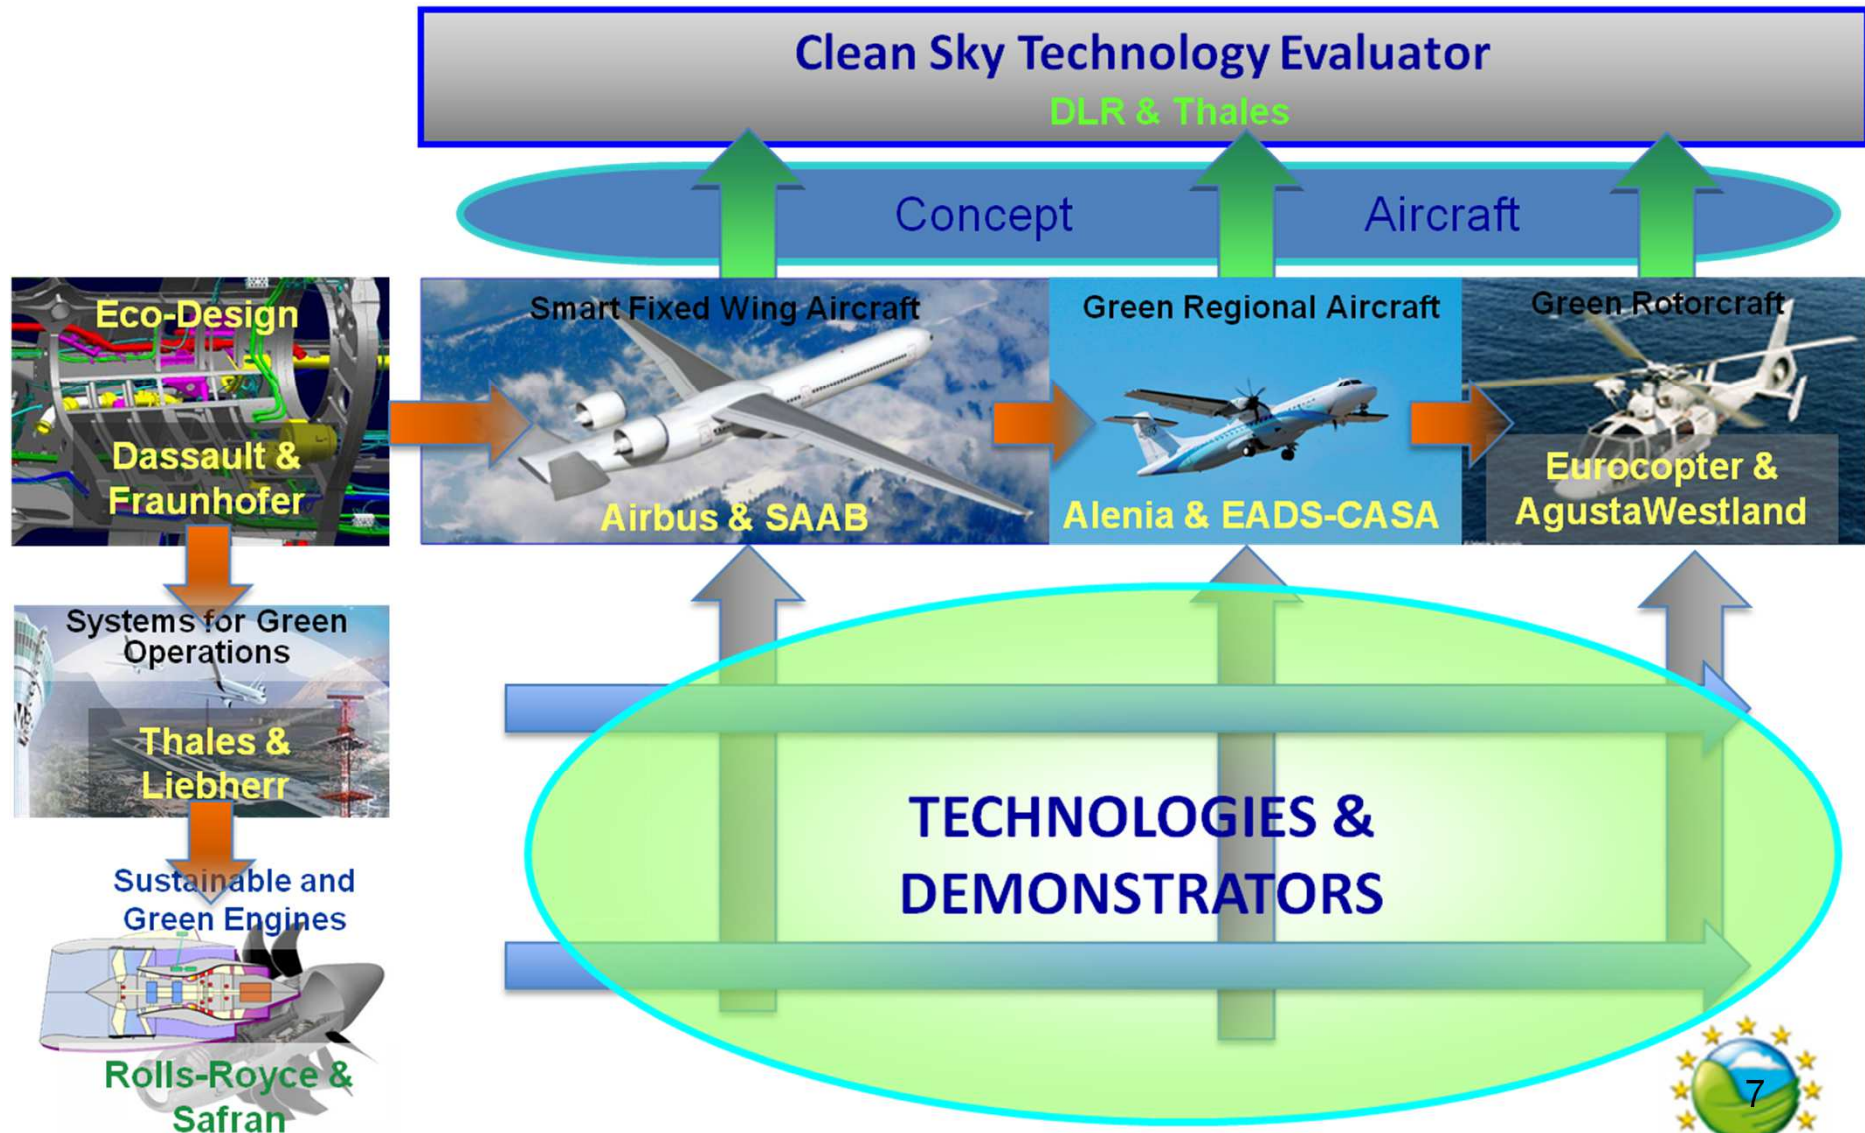 Clean Sky Technology Evaluator
DLR & Thales
Concept Aircraft
Eco-Design
Dassault &
Fraunhofer
Smart Fixed Wing Aircraft
Airbus & SAAB
Green Regional Aircraft
Alenia & EADS-CASA
Green Rotorcraft
Eurocopter &
AgustaWestland
Systems for Green
Operations
Thales &
Liebherr
Sustainable and
Green Engines
Rolls-Royce &
Safran
TECHNOLOGIES &
DEMONSTRATORS
7